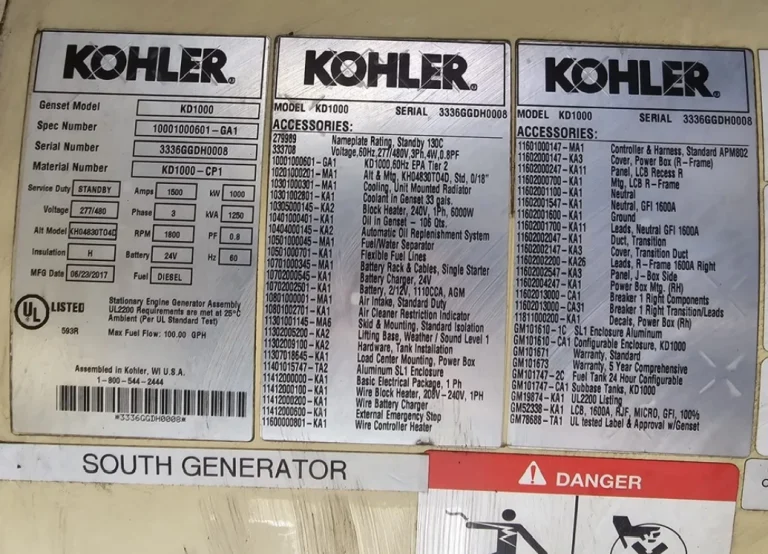 KOHLER®
Genset Model KD1000
Spec Number 10001000601-GA1
Serial Number 3336GGDH0008
Material Number KD1000-CP1
Service Duty STANDBY Amps 1500 kW 1000
Voltage 277/480 Phase 3 kVA 1250
Alt Model KH04830TO4D RPM 1800 PF 0.8
Insulation H Battery 24V Hz 60
MFG Date 06/23/2017 Fuel DIESEL
UL LISTED
593R
Stationary Engine Generator Assembly
UL2200 Requirements are met at 25°C
Ambient (Per UL Standard Test)
Max Fuel Flow: 100.00 GPH
Assembled in Kohler, WI U.S.A.
1-800-544-2444
*3336GGDH0008*
KOHLER®
MODEL KD1000 SERIAL 3336GGDH0008
ACCESSORIES:
279989 Nameplate Rating, Standby 130C
333708 Voltage,60Hz,277/480V,3Ph,4W,0.8PF
10001000601-GA1 KD1000,60Hz EPA Tier 2
10201000201-MA1 Alt & Mtg, KH04830TO4D, Std, 0/18"
10301000301-MA1 Cooling, Unit Mounted Radiator
10301002801-KA1 Coolant in Genset 33 gals.
10305000145-KA2 Block Heater, 240V, 1Ph, 6000W
10401000401-KA1 Oil in Genset - 106 Qts.
10404000145-KA2 Automatic Oil Replenishment System
10501000045-MA1 Fuel/Water Separator
10501000701-KA1 Flexible Fuel Lines
10701000345-MA1 Battery Rack & Cables, Single Starter
10702000545-KA1 Battery Charger, 24V
10702002501-KA1 Battery, 2/12V, 1110CCA, AGM
10801000001-MA1 Air Intake, Standard Duty
10801002701-KA1 Air Cleaner Restriction Indicator
11301001145-MA6 Skid & Mounting, Standard Isolation
11302005200-KA2 Lifting Base, Weather / Sound Level 1
11302009100-KA2 Hardware, Tank Installation
11307018645-KA1 Load Center Mounting, Power Box
11401015747-TA2 Aluminum SL1 Enclosure
11412000000-KA1 Basic Electrical Package, 1 Ph
11412000100-KA1 Wire Block Heater, 208V-240V, 1PH
11412000200-KA1 Wire Battery Charger
11412000600-KA1 External Emergency Stop
11600000801-KA1 Wire Controller Heater
KOHLER®
MODEL KD1000 SERIAL 3336GGDH0008
ACCESSORIES:
11601000147-MA1 Controller & Harness, Standard APM802
11602000147-KA3 Cover, Power Box (R-Frame)
11602000247-KA11 Panel, LCB Recess R
11602000700-KA1 Mtg, LCB R-Frame
11602001100-KA1 Neutral
11602001547-KA1 Neutral, GFI 1600A
11602001600-KA1 Ground
11602001700-KA11 Leads, Neutral GFI 1600A
11602002047-KA1 Duct, Transition
11602002147-KA3 Cover, Transition Duct
11602002200-KA26 Leads, R-Frame 1600A Right
11602002547-KA3 Panel, J-Box Side
11602004247-KA1 Power Box Mtg. (RH)
11602013000-CA1 Breaker 1 Right Components
11602013000-CA31 Breaker 1 Right Transition/Leads
11811000200-KA1 Decals, Power Box (Rh)
GM101610-1C SL1 Enclosure Aluminum
GM101610-CA1 Configurable Enclosure, KD1000
GM101671 Warranty, Standard
GM101673 Warranty, 5 Year Comprehensive
GM101747-2C Fuel Tank 24 Hour Configurable
GM101747-CA1 Subbase Tanks, KD1000
GM19874-KA1 UL2200 Listing
GM52338-KA1 LCB, 1600A, RJF, MICRO, GFI, 100%
GM78688-TA1 UL tested Label & Approval w/Genset
SOUTH GENERATOR
DANGER